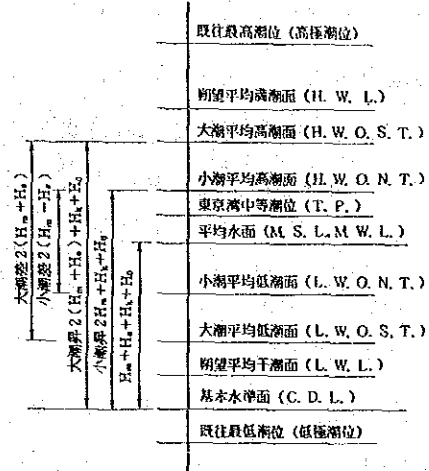 既往最高潮位（高極潮位）
朔望平均満潮面（H. W. L.）
大潮平均高潮面（H. W. O. S. T.）
小潮平均高潮面（H. W. O. N. T.）
東京湾中等潮位（T. P.）
平均水面（M. S. L., M W. L.）
小潮平均低潮面（L. W. O. N. T.）
大潮平均低潮面（L. W. O. S. T.）
朔望平均干潮面（L. W. L.）
基本水準面（C. D. L.）
既往最低潮位（低極潮位）
大潮差 2(Hm+Hs)
小潮差 2(Hm−Hs)
大潮昇 2(Hm+Hs)+Hk+Ho
小潮昇 2Hm+Hk+Ho
Hm+Hs+Hk+Ho